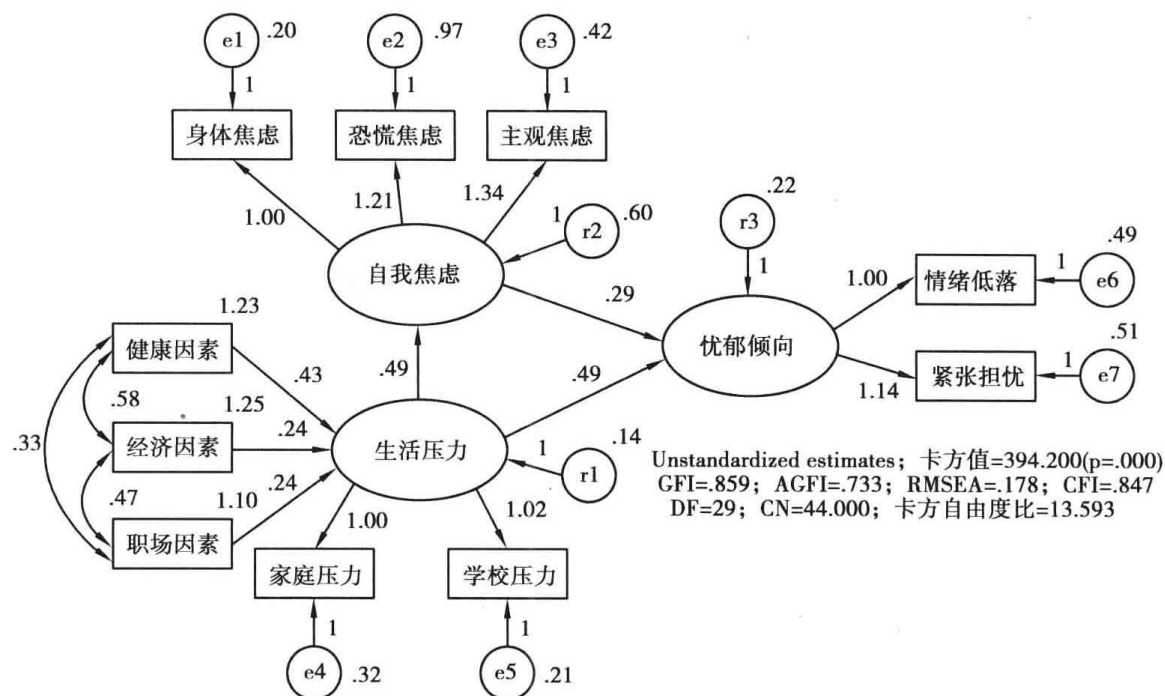 e1 .20
e2 .97
e3 .42
1
1
1
身体焦虑
恐慌焦虑
主观焦虑
1.00
1.21
1.34
1
r2
.60
r3
.22
1
自我焦虑
.29
忧郁倾向
1.00
情绪低落
1
e6
.49
1.14
紧张担忧
1
e7
.51
1.23
健康因素
.43
.49
.49
.58
1.25
经济因素
.24
生活压力
.33
.47
1.10
职场因素
.24
1
r1
.14
1.00
1.02
家庭压力
学校压力
1
1
e4
.32
e5
.21
Unstandardized estimates；卡方值=394.200(p=.000)
GFI=.859；AGFI=.733；RMSEA=.178；CFI=.847
DF=29；CN=44.000；卡方自由度比=13.593